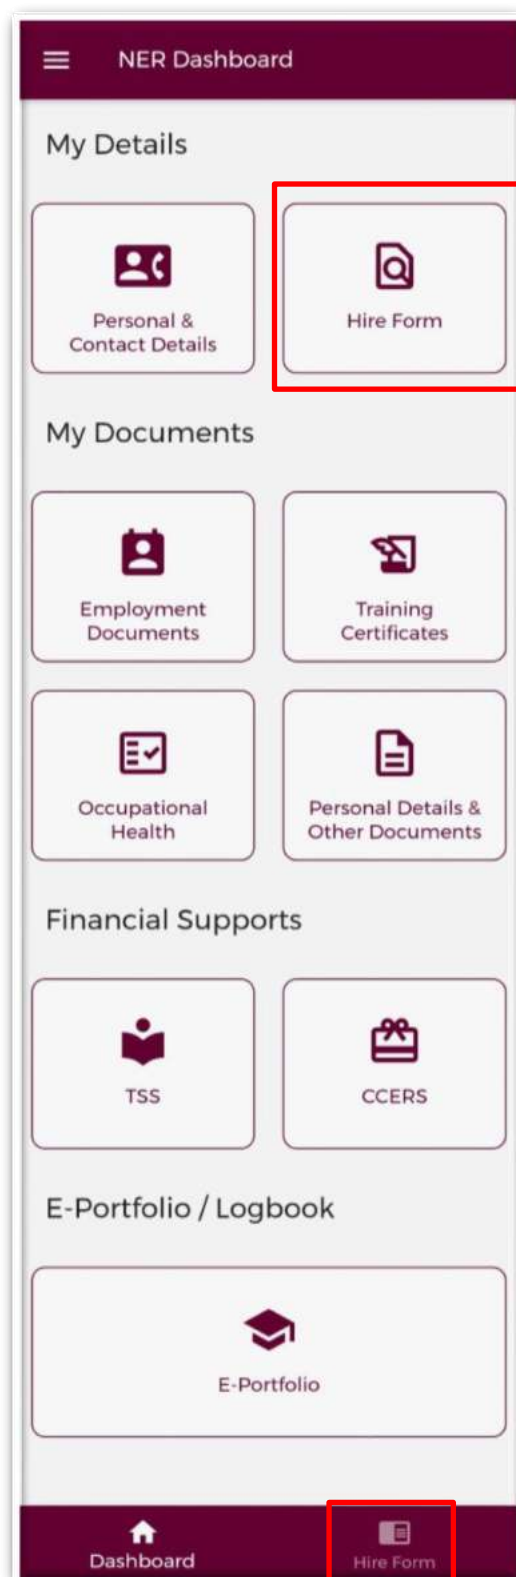 NER Dashboard
My Details
Personal &
Contact Details
Hire Form
My Documents
Employment
Documents
Training
Certificates
Occupational
Health
Personal Details &
Other Documents
Financial Supports
TSS
CCERS
E-Portfolio / Logbook
E-Portfolio
Dashboard
Hire Form